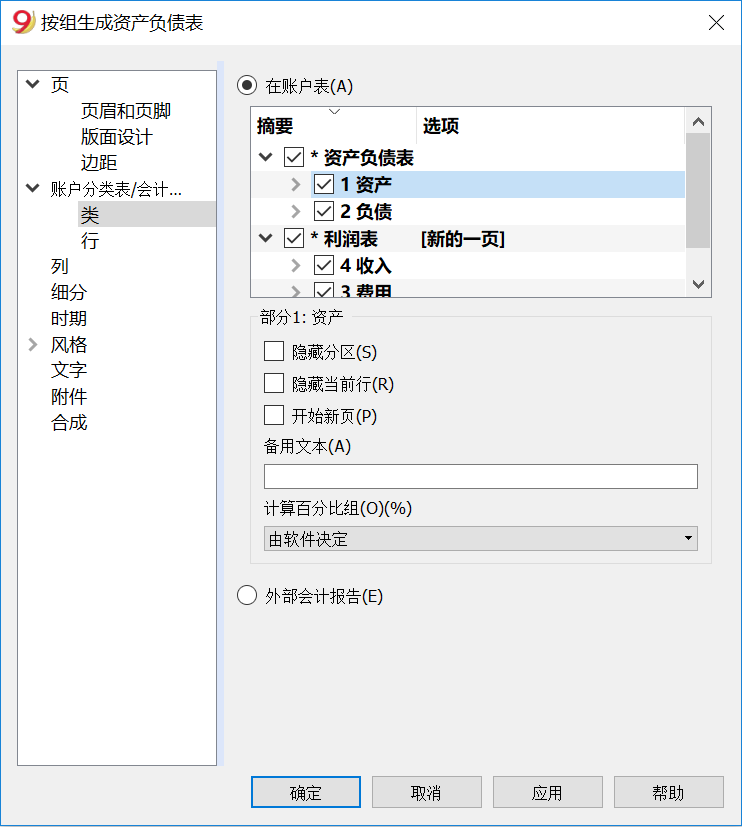 按组生成资产负债表
页
页眉和页脚
版面设计
边距
账户分类表/会计...
类
行
列
细分
时期
风格
文字
附件
合成
在账户表(A)
摘要 选项
* 资产负债表
1 资产
2 负债
* 利润表 [新的一页]
4 收入
3 费用
部分1: 资产
隐藏分区(S)
隐藏当前行(R)
开始新页(P)
备用文本(A)
计算百分比组(O)(%)
由软件决定
外部会计报告(E)
确定 取消 应用 帮助